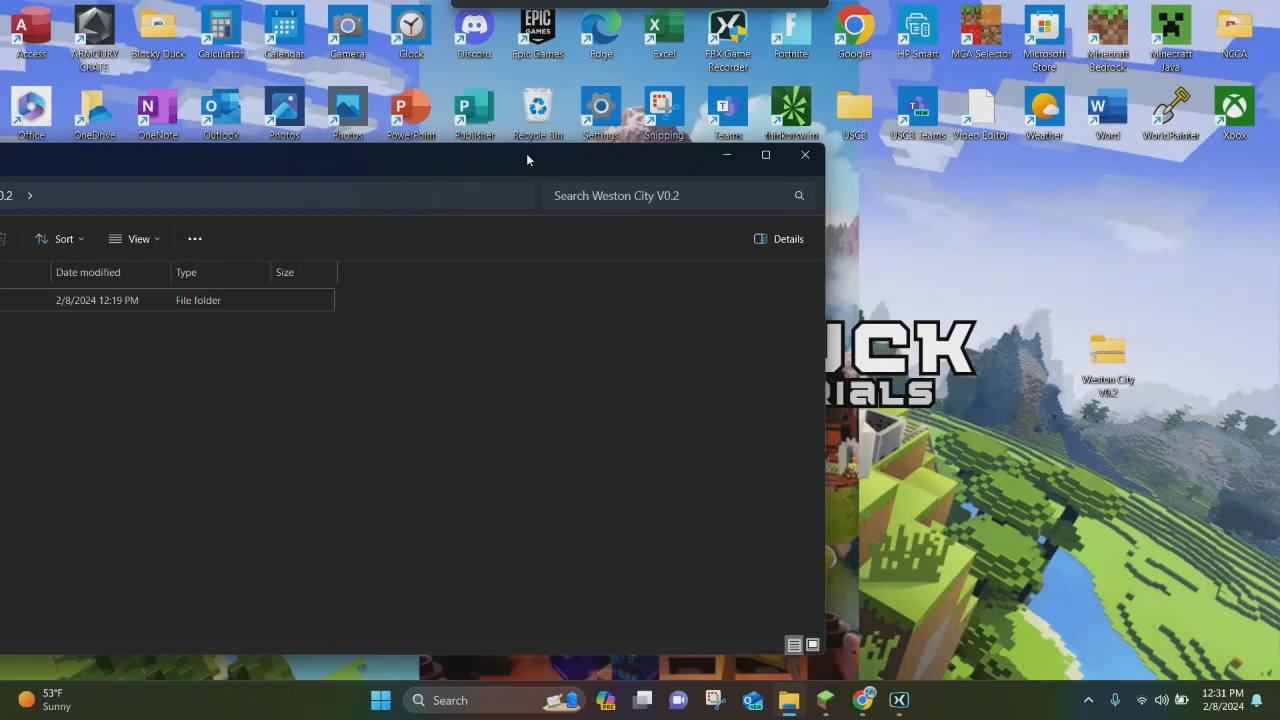 Access
ARMOURY CRATE
Blocky Duck
Calculator
Calendar
Camera
Clock
Discord
Epic Games
Edge
Excel
FBX Game Recorder
Fortnite
Google
HP Smart
MCA Selector
Microsoft Store
Minecraft Bedrock
Minecraft Java
NCCA
Office
OneDrive
OneNote
Outlook
Photos
Photos
PowerPoint
Publisher
Recycle Bin
Settings
Snipping
Teams
thinkorswim
USCB
USCB Teams
Video Editor
Weather
Word
WorldPainter
Xbox
0.2
Search Weston City V0.2
Sort
View
Details
Date modified
Type
Size
2/8/2024 12:19 PM
File folder
UCK
RIALS
Weston City V0.2
53°F
Sunny
Search
12:31 PM
2/8/2024